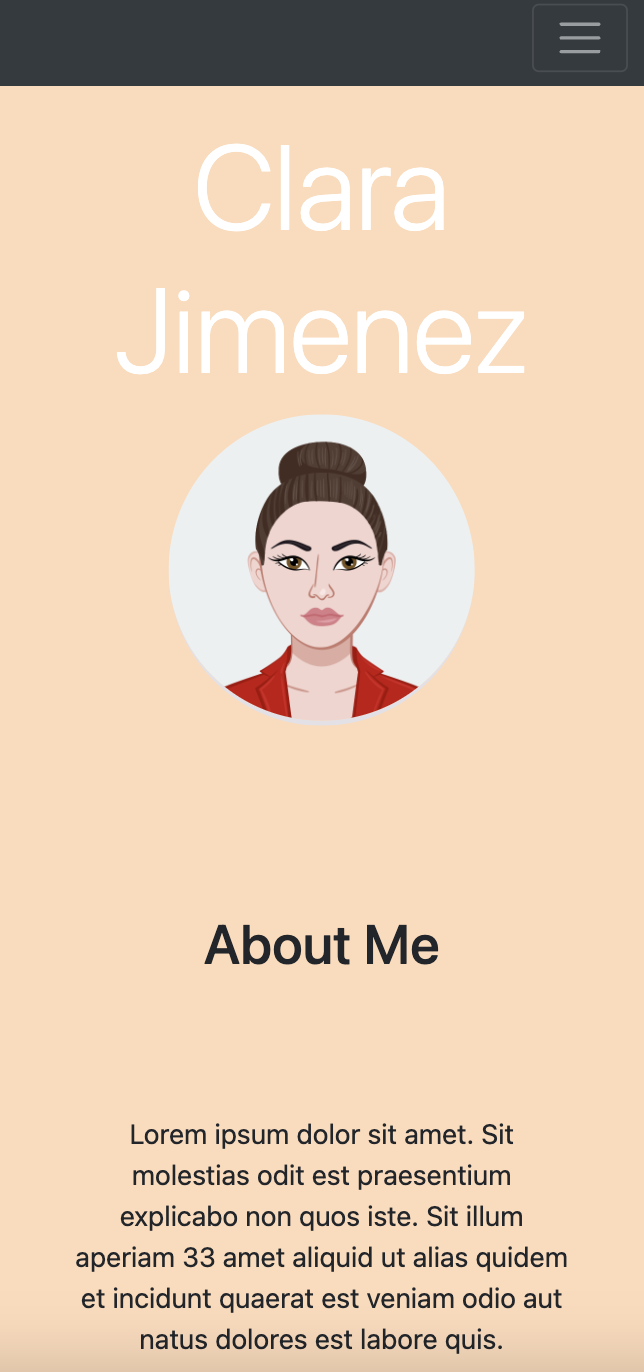 Clara
Jimenez
About Me
Lorem ipsum dolor sit amet. Sit
molestias odit est praesentium
explicabo non quos iste. Sit illum
aperiam 33 amet aliquid ut alias quidem
et incidunt quaerat est veniam odio aut
natus dolores est labore quis.